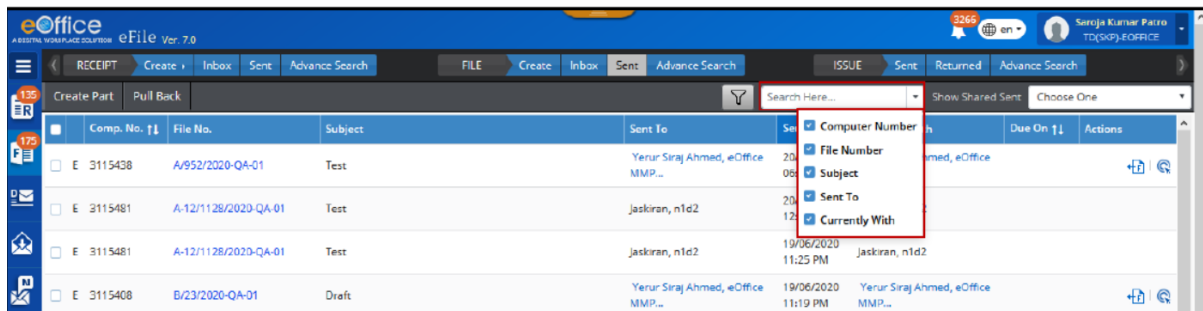 eOffice
A DIGITAL WORKPLACE SOLUTION eFile Ver. 7.0
3266
en
Saroja Kumar Patro
TD(SKP)-EOFFICE
RECEIPT Create Inbox Sent Advance Search FILE Create Inbox Sent Advance Search ISSUE Sent Returned Advance Search
135
R
Create Part Pull Back Search Here... Show Shared Sent Choose One
Comp. No. File No. Subject Sent To Due On Actions
175
F
Computer Number
File Number
Subject
Sent To
Currently With
E 3115438 A/952/2020-QA-01 Test Yerur Siraj Ahmed, eOffice MMP...
E 3115481 A-12/1128/2020-QA-01 Test Jaskiran, n1d2
E 3115481 A-12/1128/2020-QA-01 Test Jaskiran, n1d2 19/06/2020 11:25 PM Jaskiran, n1d2
E 3115408 B/23/2020-QA-01 Draft Yerur Siraj Ahmed, eOffice MMP... 19/06/2020 11:19 PM Yerur Siraj Ahmed, eOffice MMP...
D
N